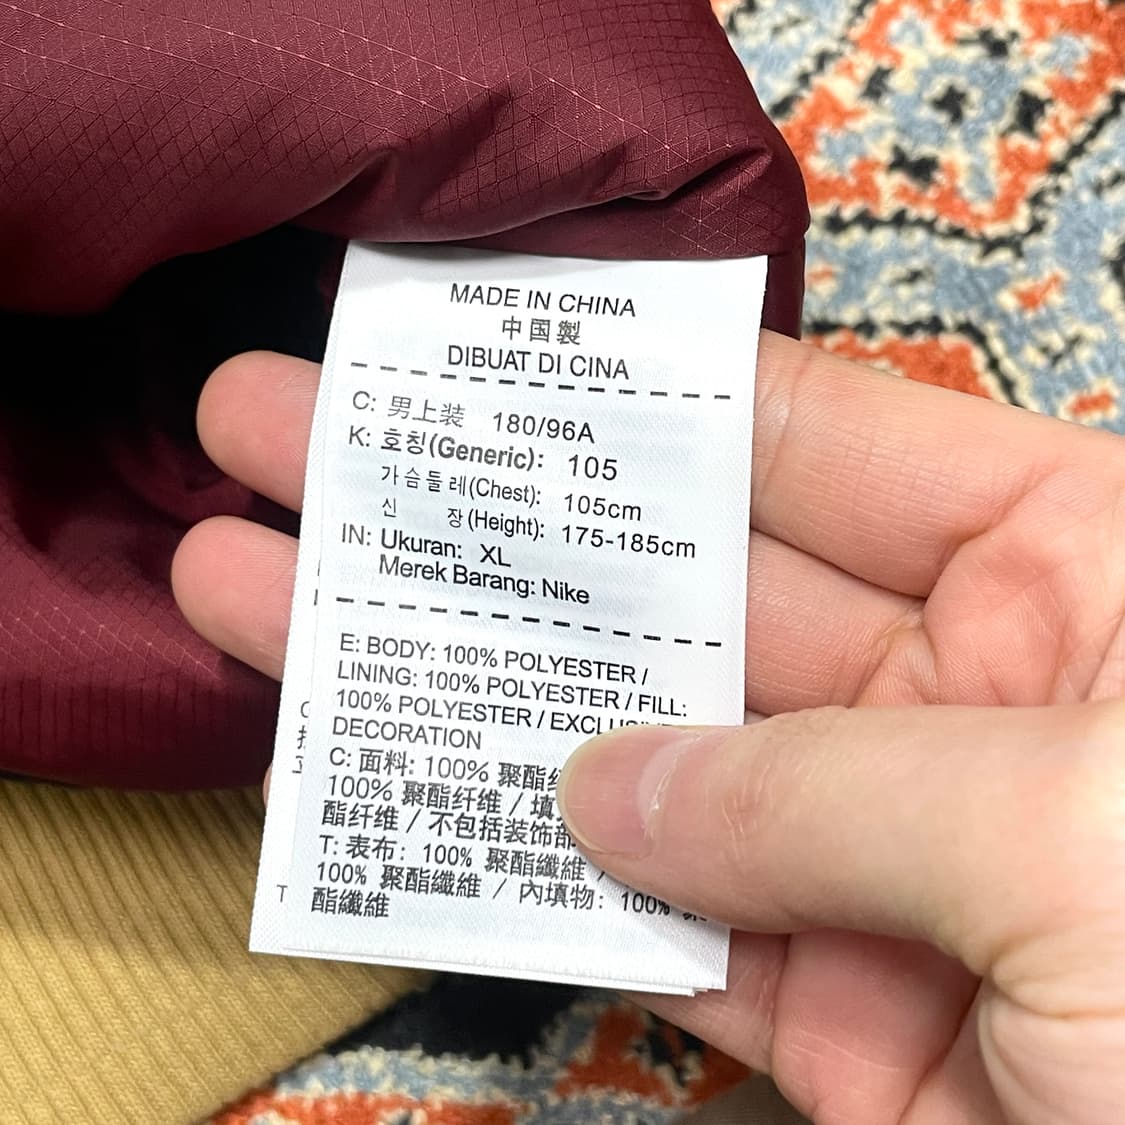 MADE IN CHINA
中国製
DIBUAT DI CINA
C: 男上装 180/96A
K: 호칭(Generic): 105
가슴둘레(Chest): 105cm
신 장(Height): 175-185cm
IN: Ukuran: XL
Merek Barang: Nike
E: BODY: 100% POLYESTER /
LINING: 100% POLYESTER / FILL:
100% POLYESTER / EXCLUSIVE
DECORATION
C: 面料: 100% 聚酯
100% 聚酯纤维 / 填
酯纤维 / 不包括装饰部
T: 表布: 100% 聚酯纖維 /
100% 聚酯纖維 / 內填物: 100%
酯纖維
T